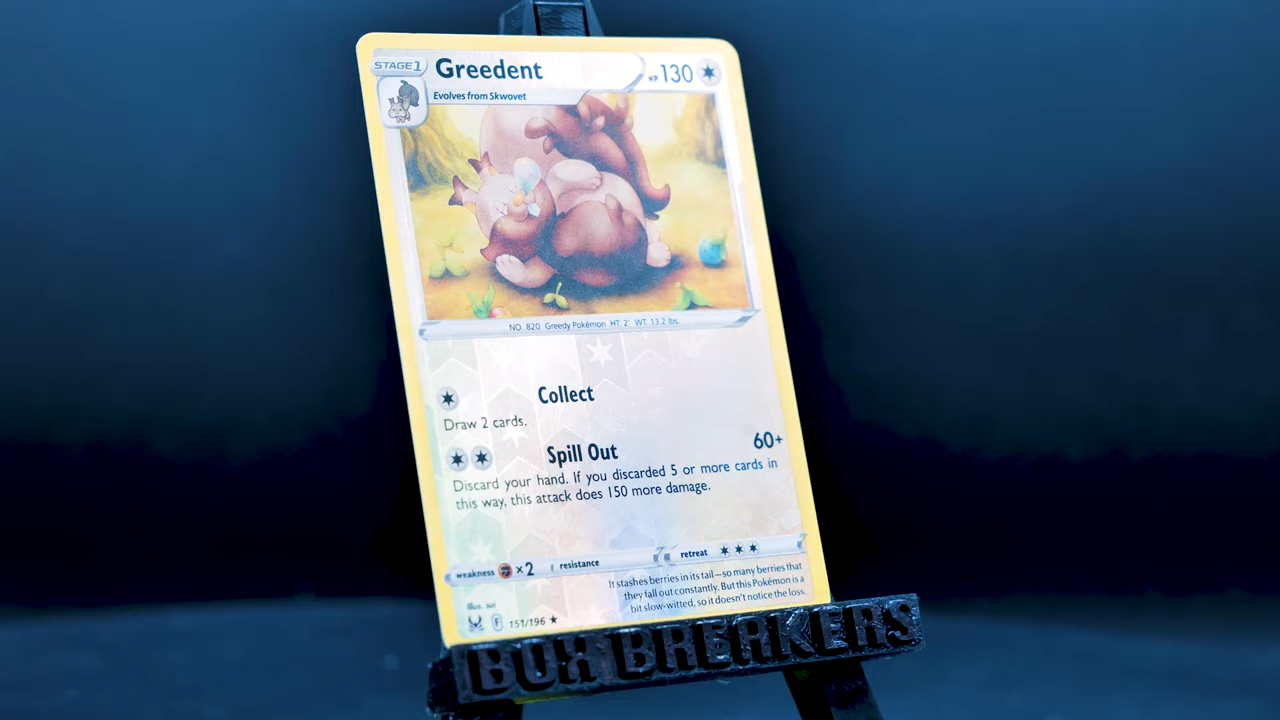 STAGE1
Greedent
HP 130
Evolves from Skwovet
NO. 820 Greedy Pokémon HT 2' WT. 13.2 lbs.
Collect
Draw 2 cards.
Spill Out 60+
Discard your hand. If you discarded 5 or more cards in
this way, this attack does 150 more damage.
weakness ×2 resistance retreat
It stashes berries in its tail—so many berries that
they fall out constantly. But this Pokémon is a
bit slow-witted, so it doesn't notice the loss.
Illus. sui
F 151/196 ★
BOX BREAKERS